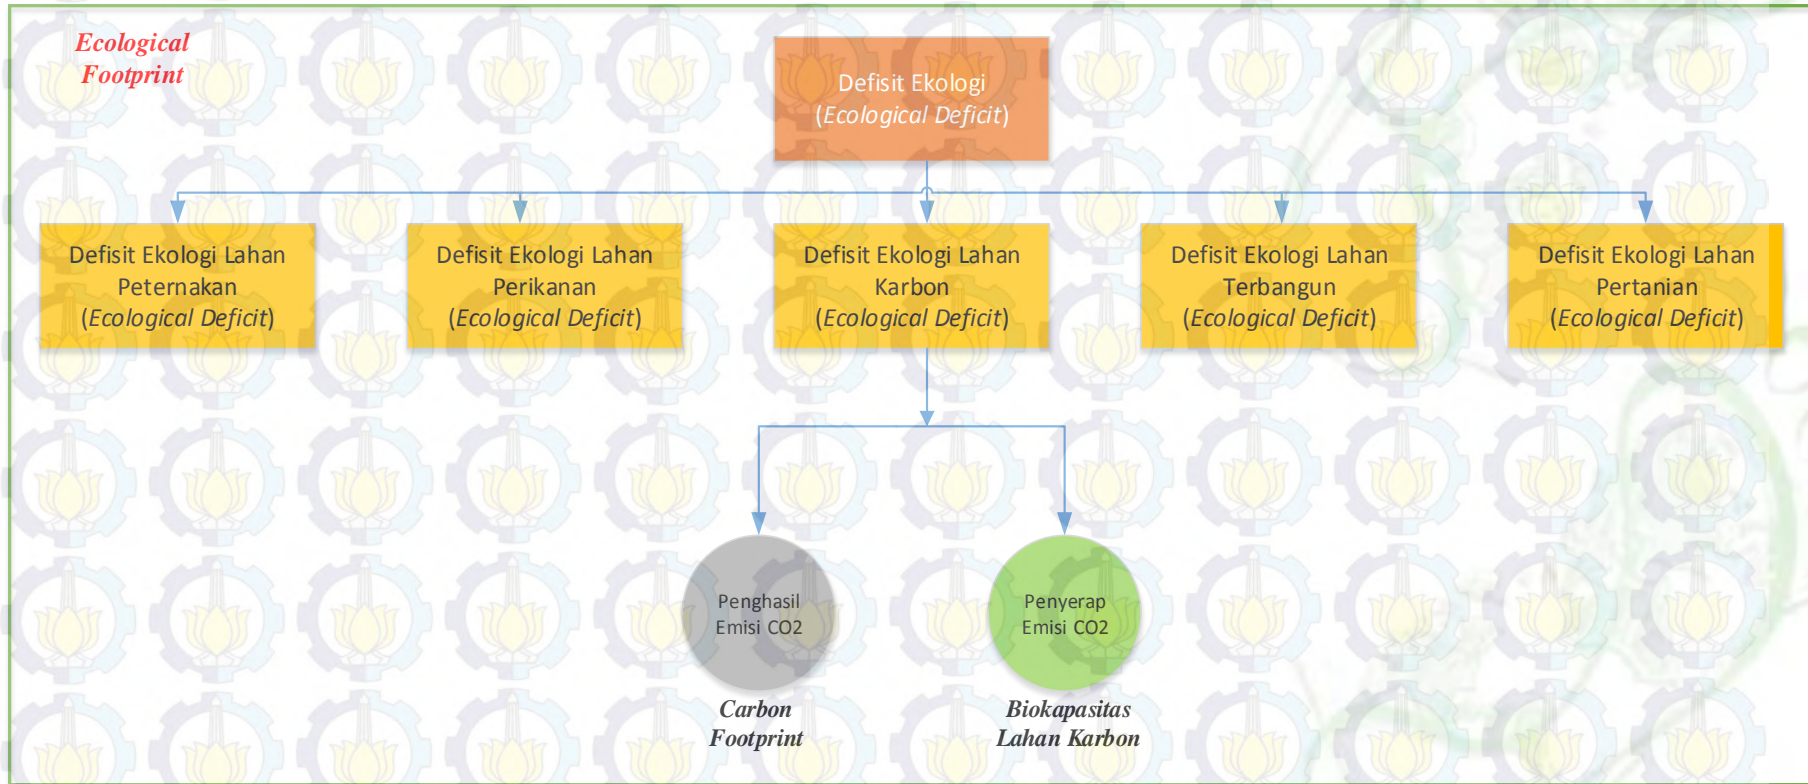 Ecological
Footprint
Defisit Ekologi
(Ecological Deficit)
Defisit Ekologi Lahan
Peternakan
(Ecological Deficit)
Defisit Ekologi Lahan
Perikanan
(Ecological Deficit)
Defisit Ekologi Lahan
Karbon
(Ecological Deficit)
Defisit Ekologi Lahan
Terbangun
(Ecological Deficit)
Defisit Ekologi Lahan
Pertanian
(Ecological Deficit)
Penghasil
Emisi CO2
Penyerap
Emisi CO2
Carbon
Footprint
Biokapasitas
Lahan Karbon